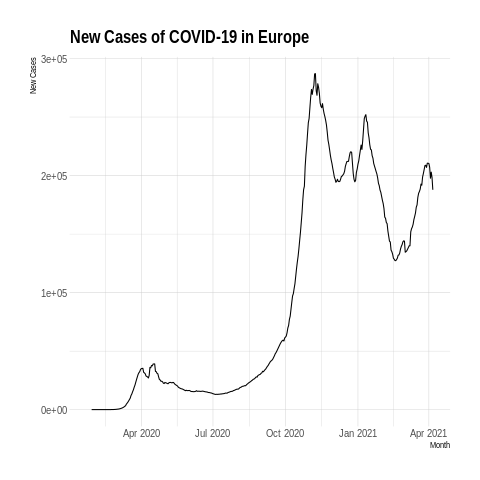 New Cases of COVID-19 in Europe
New Cases
3e+05
2e+05
1e+05
0e+00
Apr 2020 Jul 2020 Oct 2020 Jan 2021 Apr 2021
Month